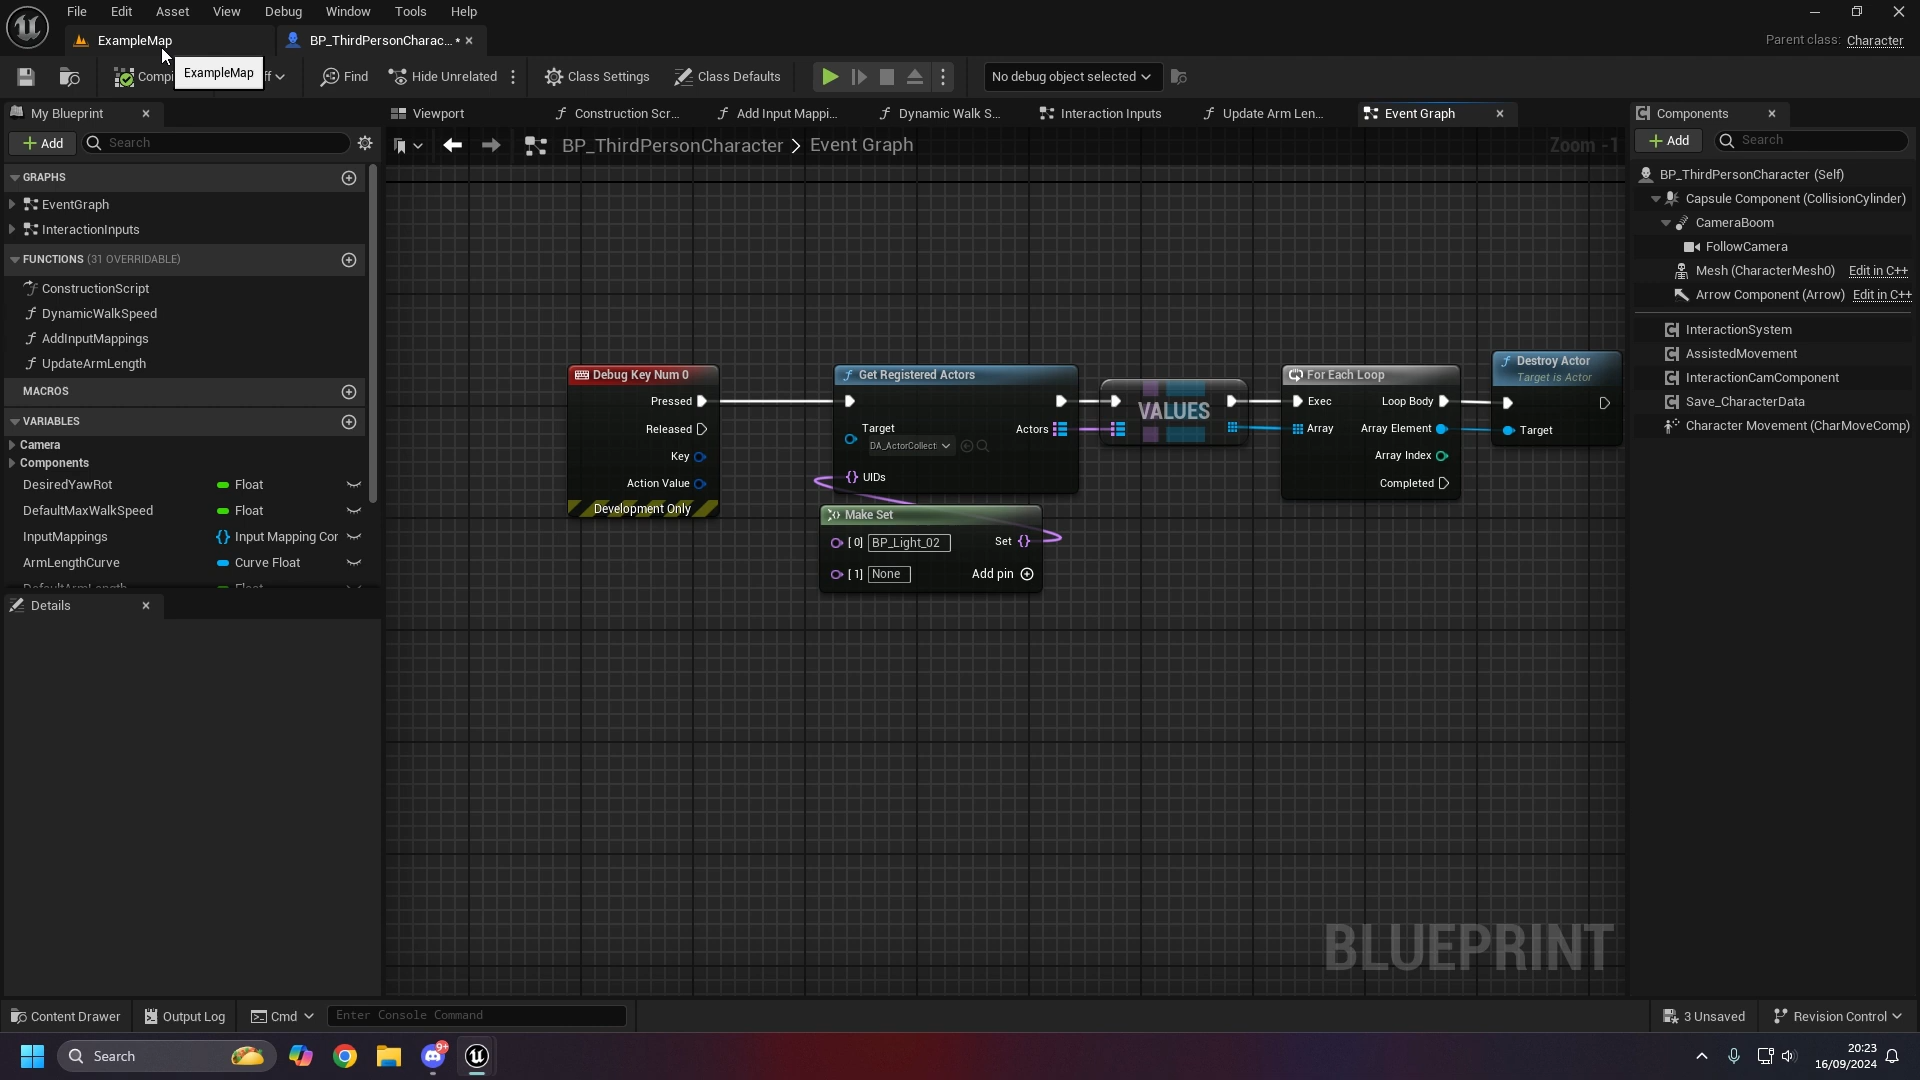 File Edit Asset View Debug Window Tools Help
ExampleMap
BP_ThirdPersonCharac... *
Parent class: Character
Compi
ExampleMap
ff
Find
Hide Unrelated
Class Settings
Class Defaults
No debug object selected
My Blueprint
Viewport
Construction Scr...
Add Input Mappi...
Dynamic Walk S...
Interaction Inputs
Update Arm Len...
Event Graph
Components
Add
Search
BP_ThirdPersonCharacter > Event Graph
Zoom -1
Add
Search
GRAPHS
EventGraph
InteractionInputs
FUNCTIONS (31 OVERRIDABLE)
ConstructionScript
DynamicWalkSpeed
AddInputMappings
UpdateArmLength
MACROS
VARIABLES
Camera
Components
DesiredYawRot Float
DefaultMaxWalkSpeed Float
InputMappings Input Mapping Cor
ArmLengthCurve Curve Float
DefaultArmLength Float
Details
Debug Key Num 0
Pressed
Released
Key
Action Value
Development Only
Get Registered Actors
Target
DA_ActorCollect
Actors
UIDs
Make Set
[0] BP_Light_02
Set
[1] None
Add pin
VALUES
For Each Loop
Exec
Loop Body
Array
Array Element
Array Index
Completed
Destroy Actor
Target is Actor
Target
BLUEPRINT
BP_ThirdPersonCharacter (Self)
Capsule Component (CollisionCylinder)
CameraBoom
FollowCamera
Mesh (CharacterMesh0) Edit in C++
Arrow Component (Arrow) Edit in C++
InteractionSystem
AssistedMovement
InteractionCamComponent
Save_CharacterData
Character Movement (CharMoveComp)
Content Drawer
Output Log
Cmd
Enter Console Command
3 Unsaved
Revision Control
Search
9+
20:23
16/09/2024